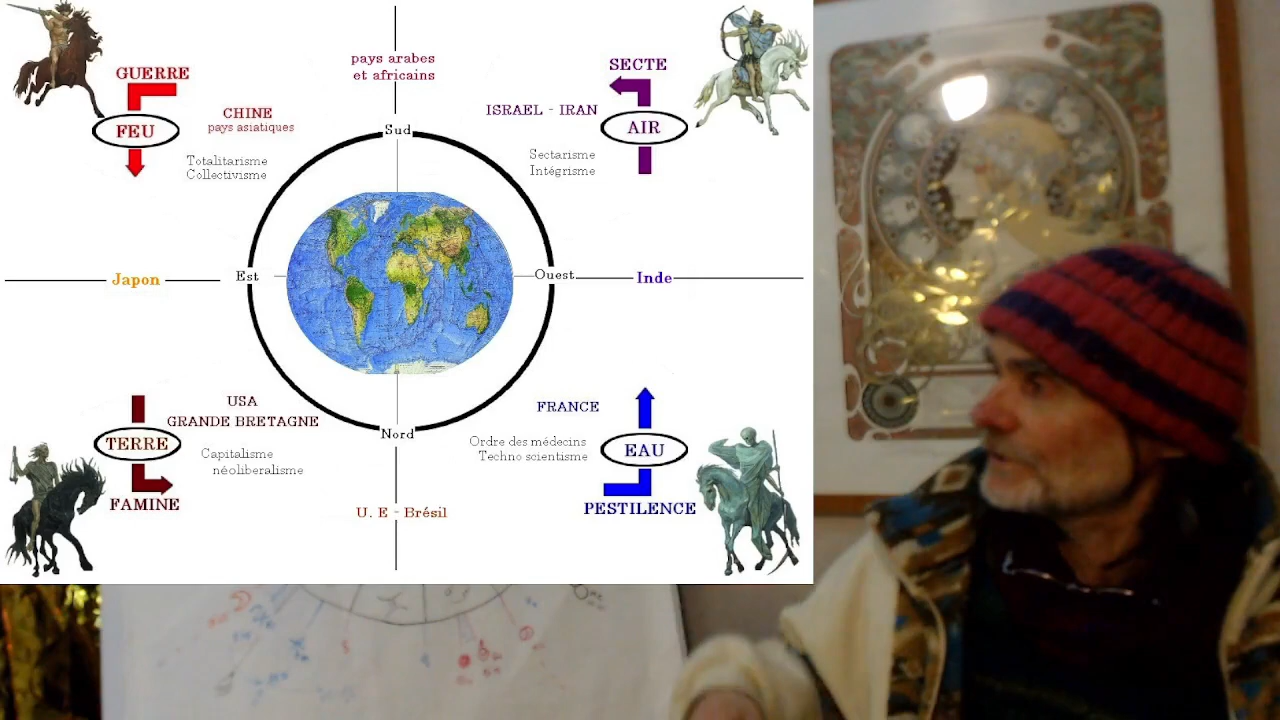 GUERRE
FEU
CHINE
pays asiatiques
Totalitarisme
Collectivisme
pays arabes
et africains
Sud
SECTE
ISRAEL - IRAN
AIR
Sectarisme
Intégrisme
Japon
Est
Ouest
Inde
USA
GRANDE BRETAGNE
TERRE
Capitalisme
néoliberalisme
FAMINE
Nord
U. E - Brésil
FRANCE
Ordre des médecins
Techno scientisme
EAU
PESTILENCE